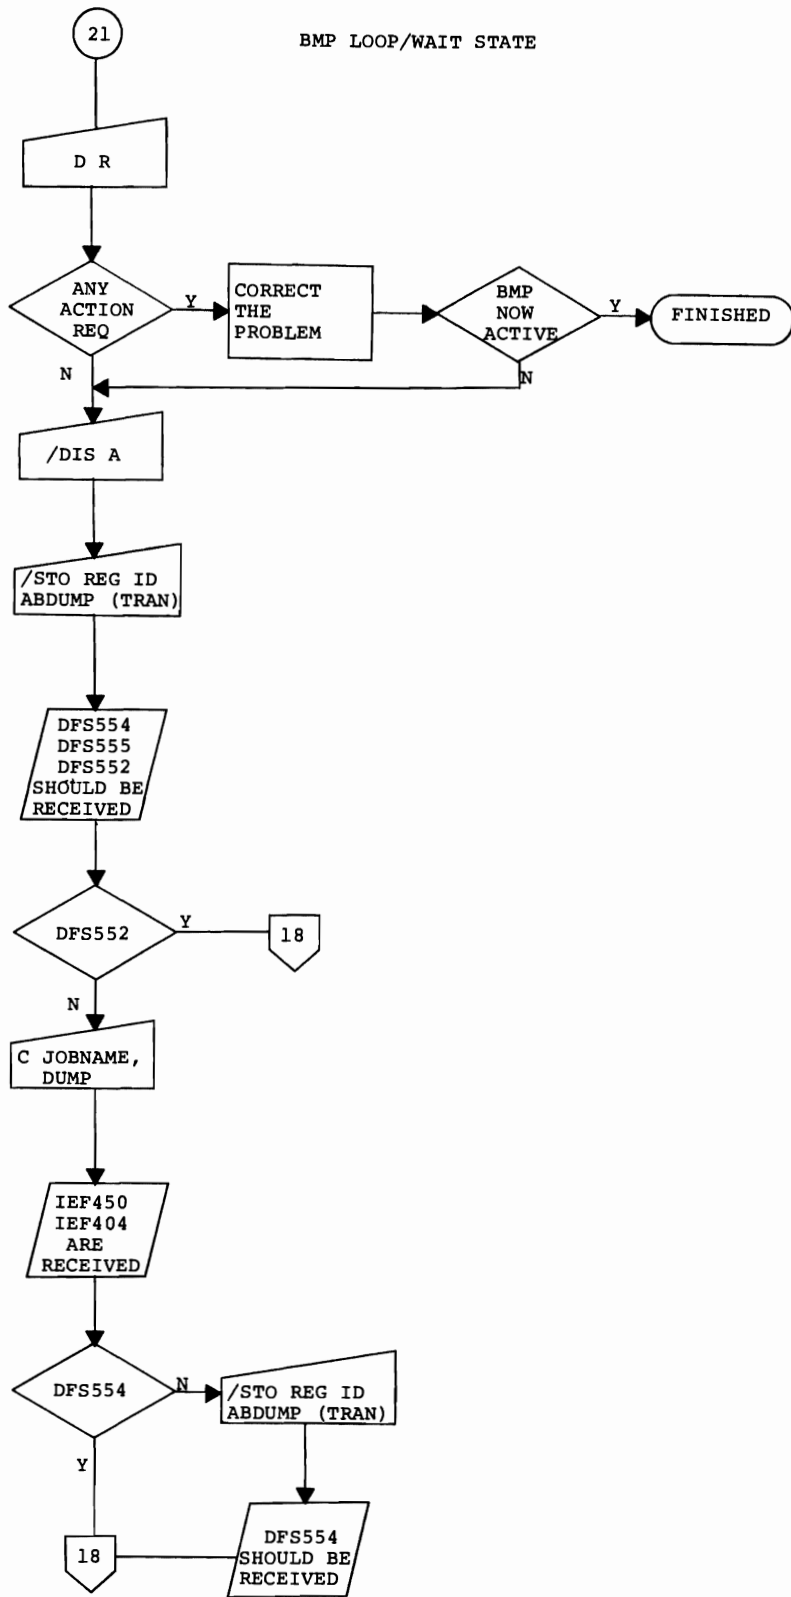 21
BMP LOOP/WAIT STATE
D R
ANY
ACTION
REQ
Y
CORRECT
THE
PROBLEM
BMP
NOW
ACTIVE
Y
FINISHED
N
N
/DIS A
/STO REG ID
ABDUMP (TRAN)
DFS554
DFS555
DFS552
SHOULD BE
RECEIVED
DFS552
Y
18
N
C JOBNAME,
DUMP
IEF450
IEF404
ARE
RECEIVED
DFS554
N
/STO REG ID
ABDUMP (TRAN)
Y
DFS554
SHOULD BE
RECEIVED
18